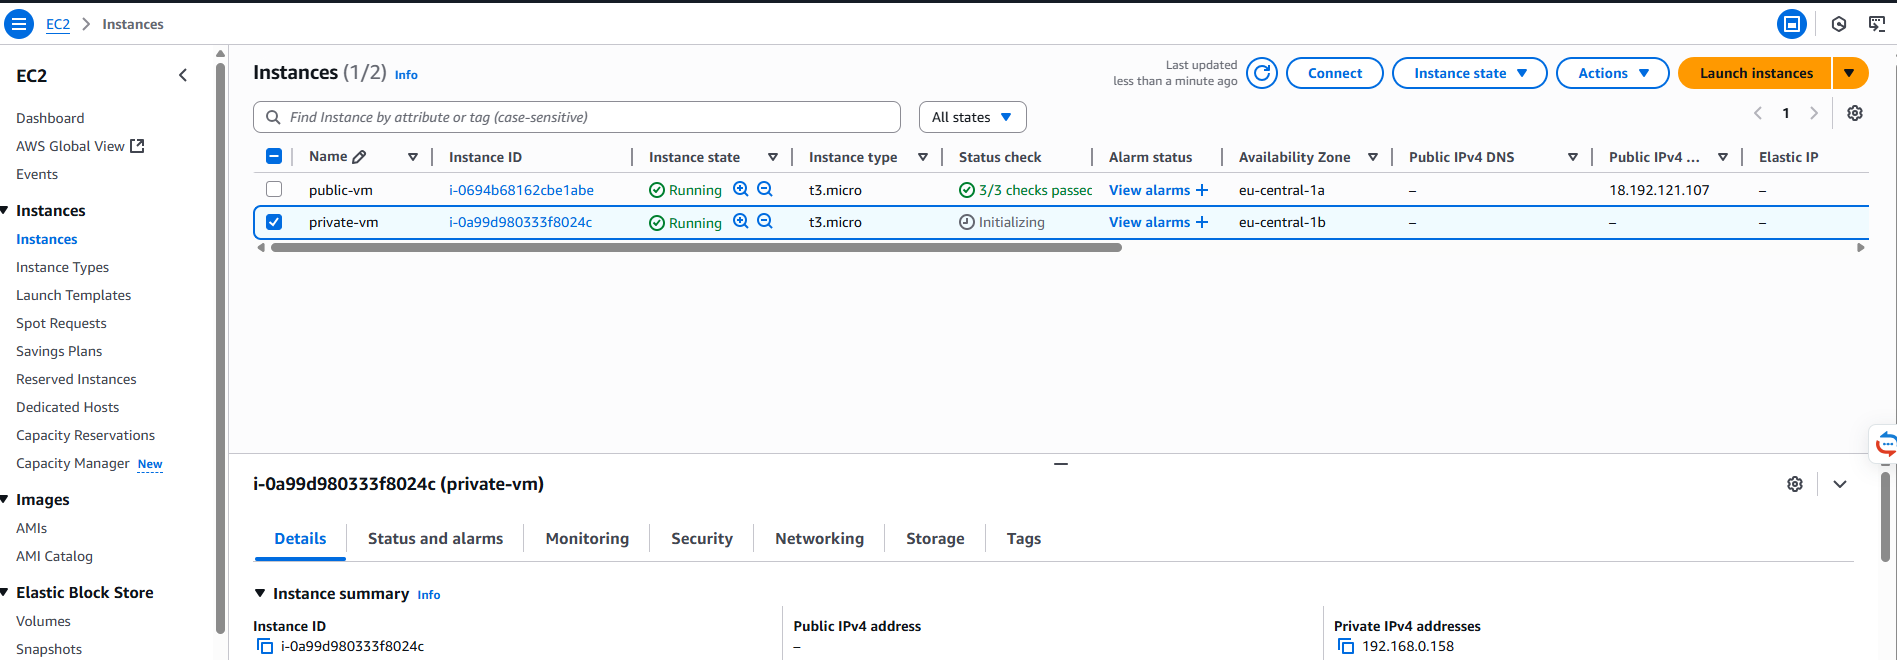 EC2 Instances
EC2
Dashboard
AWS Global View
Events
Instances
Instances
Instance Types
Launch Templates
Spot Requests
Savings Plans
Reserved Instances
Dedicated Hosts
Capacity Reservations
Capacity Manager New
Images
AMIs
AMI Catalog
Elastic Block Store
Volumes
Snapshots
Instances (1/2) Info
Last updated
less than a minute ago
Connect
Instance state
Actions
Launch instances
Find Instance by attribute or tag (case-sensitive)
All states
1
Name Instance ID Instance state Instance type Status check Alarm status Availability Zone Public IPv4 DNS Public IPv4 ... Elastic IP
public-vm i-0694b68162cbe1abe Running t3.micro 3/3 checks passec View alarms + eu-central-1a – 18.192.121.107 –
private-vm i-0a99d980333f8024c Running t3.micro Initializing View alarms + eu-central-1b – – –
i-0a99d980333f8024c (private-vm)
Details Status and alarms Monitoring Security Networking Storage Tags
Instance summary Info
Instance ID
i-0a99d980333f8024c
Public IPv4 address
–
Private IPv4 addresses
192.168.0.158